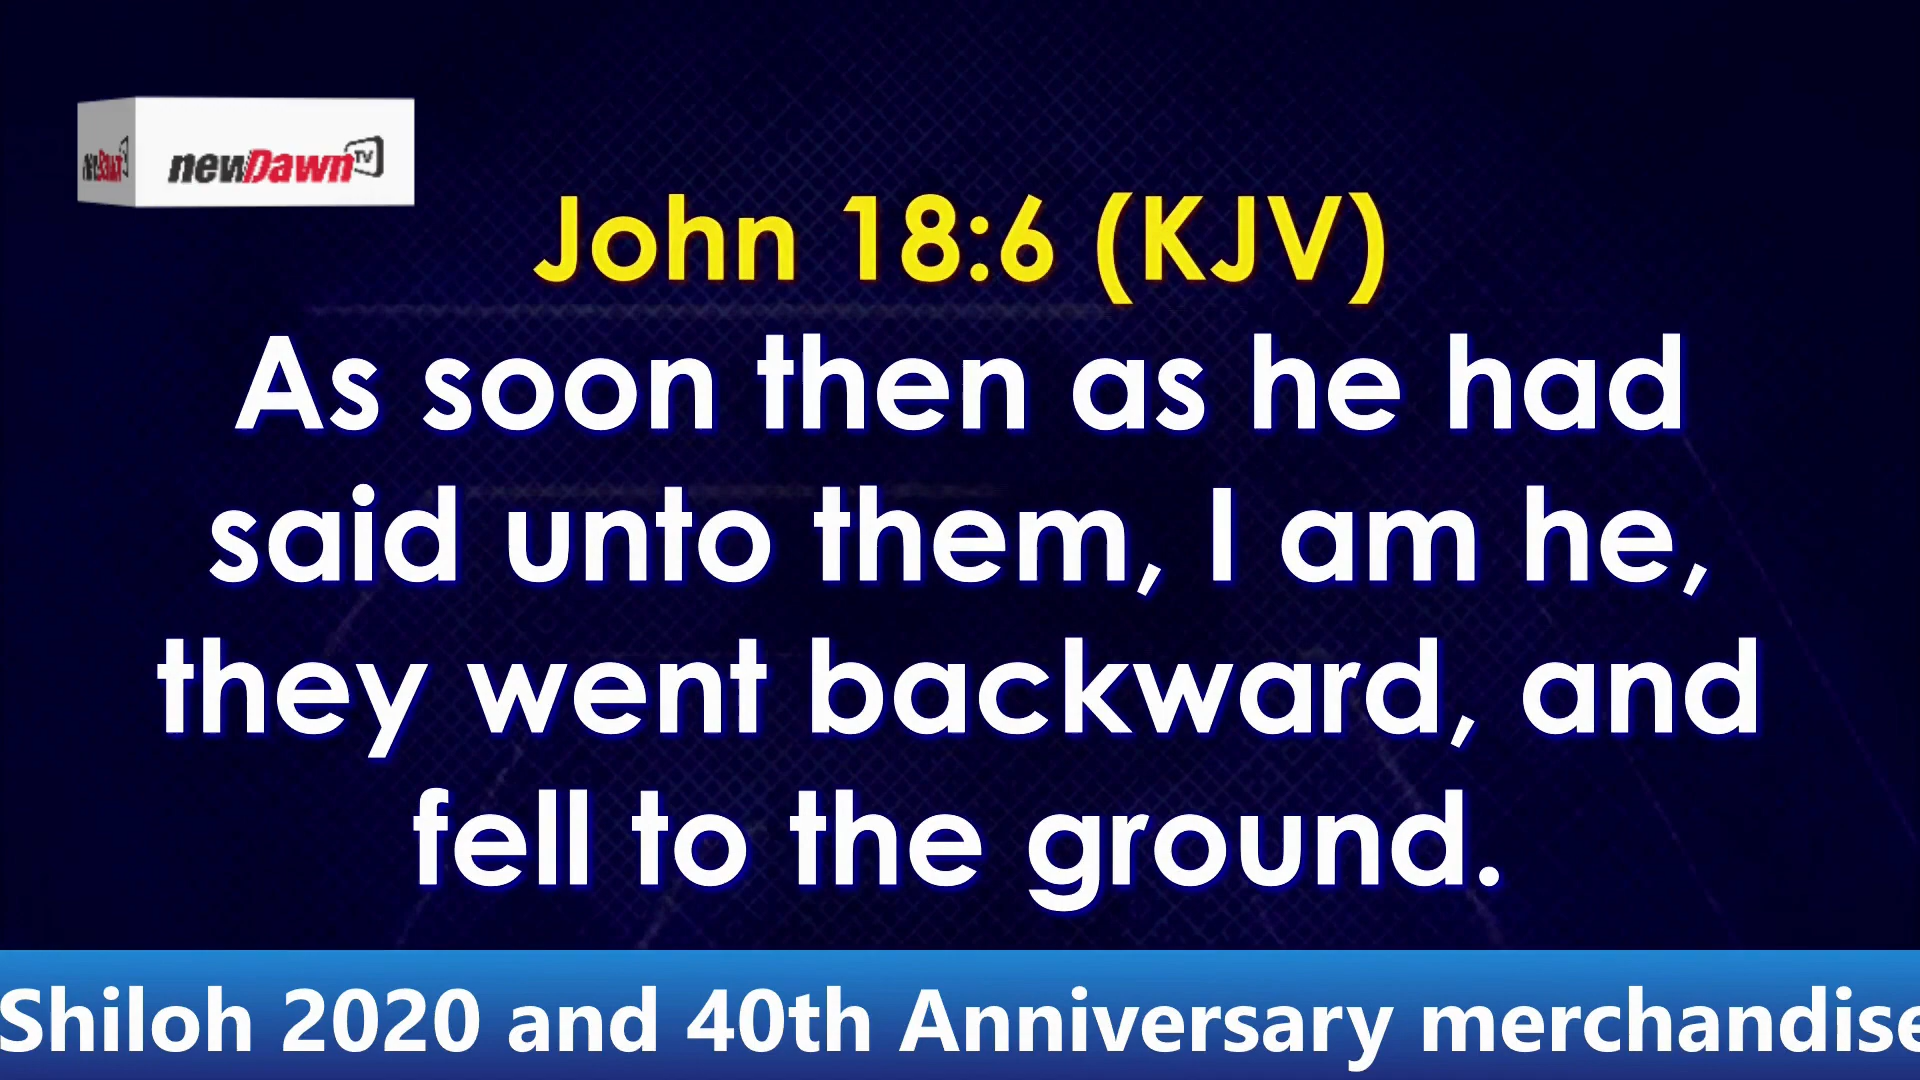 newDawn TV
John 18:6 (KJV)
As soon then as he had
said unto them, I am he,
they went backward, and
fell to the ground.
Shiloh 2020 and 40th Anniversary merchandise